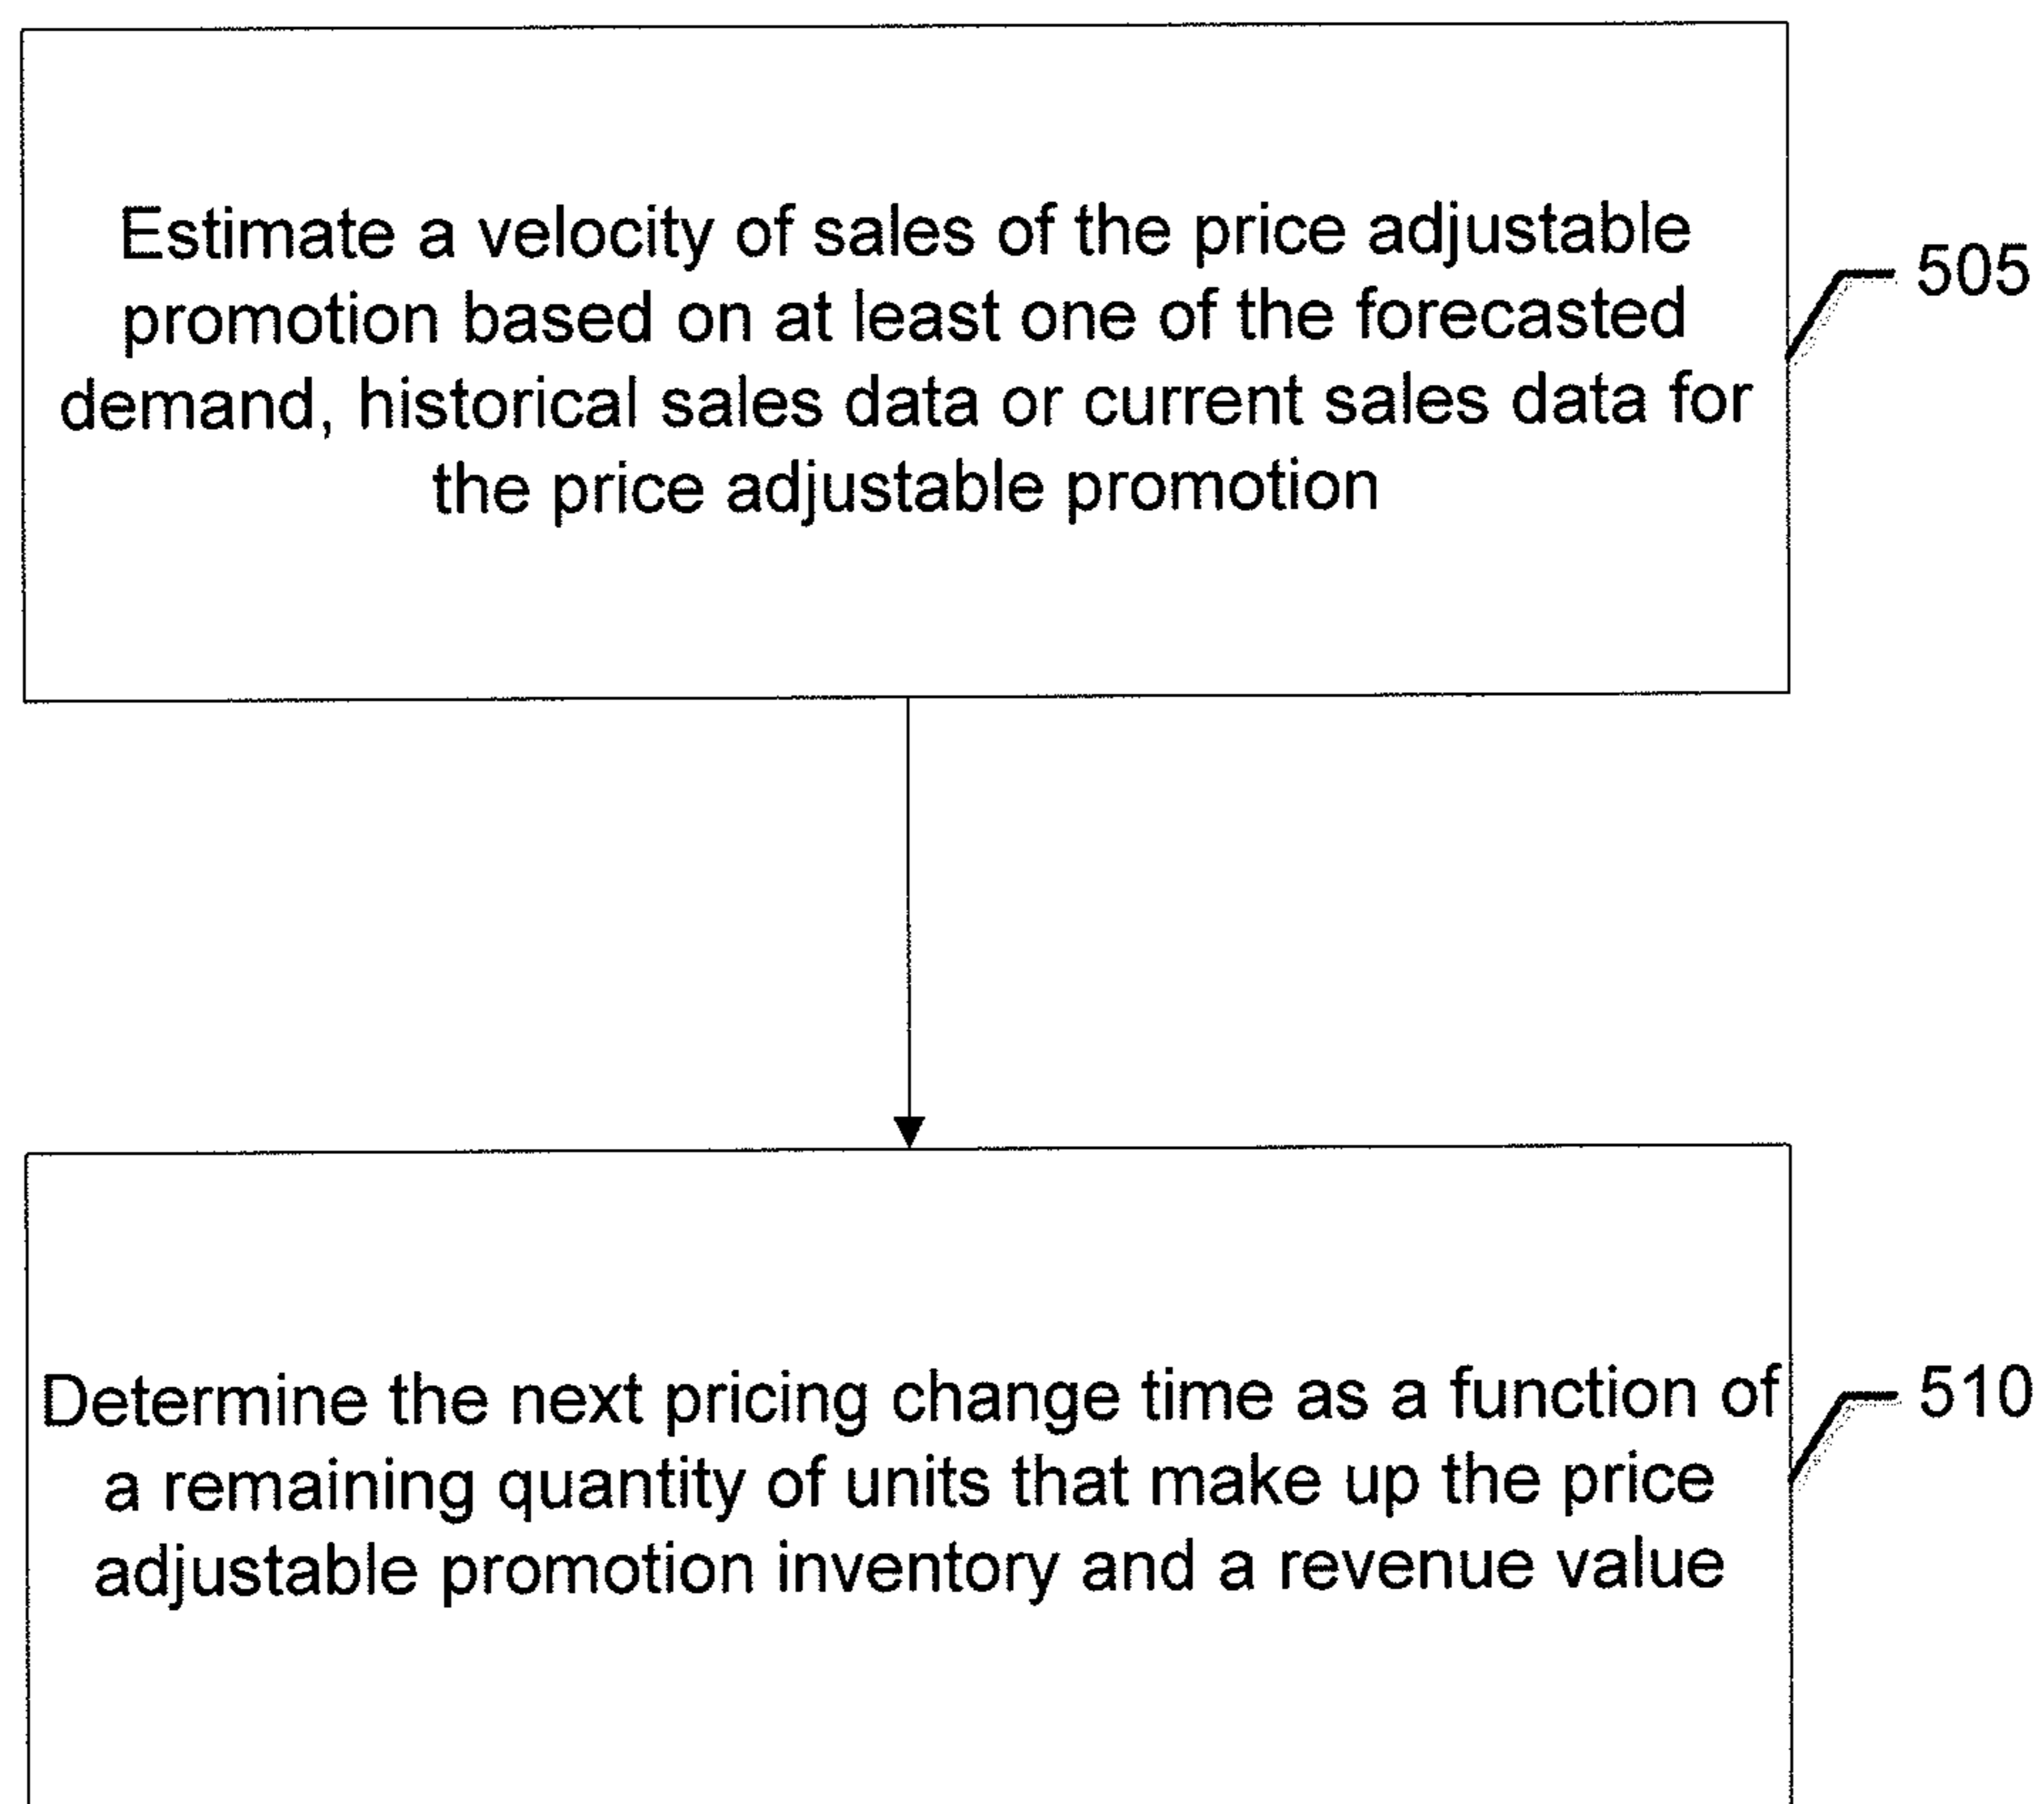 Estimate a velocity of sales of the price adjustable
promotion based on at least one of the forecasted
demand, historical sales data or current sales data for
the price adjustable promotion
505
Determine the next pricing change time as a function of
a remaining quantity of units that make up the price
adjustable promotion inventory and a revenue value
510